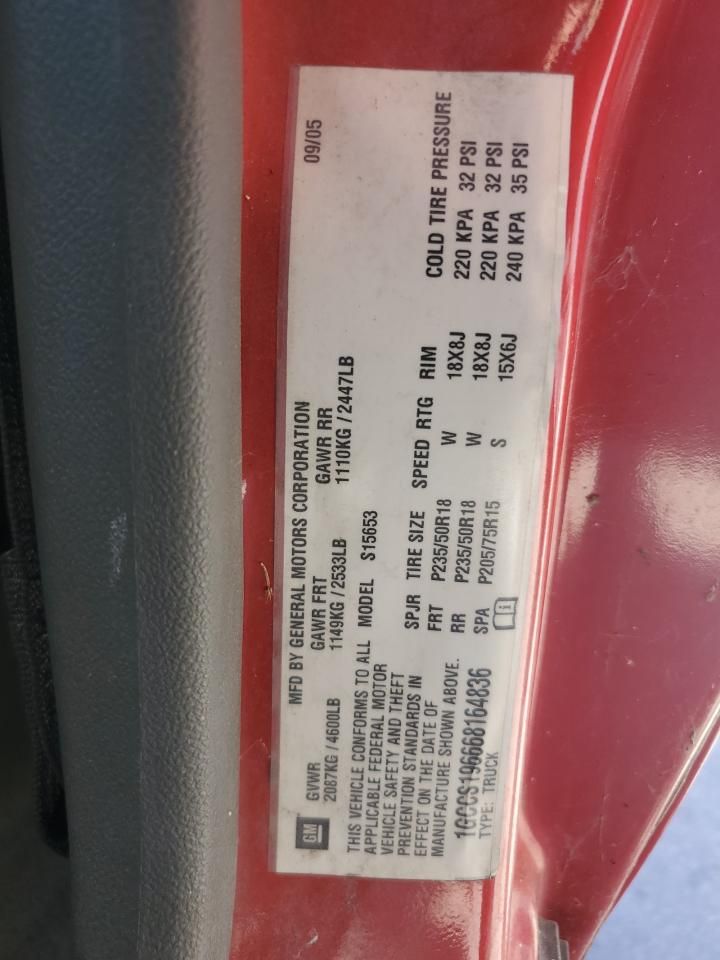 GM
MFD BY GENERAL MOTORS CORPORATION 09/05
GVWR GAWR FRT GAWR RR
2087KG / 4600LB 1149KG / 2533LB 1110KG / 2447LB
THIS VEHICLE CONFORMS TO ALL
APPLICABLE FEDERAL MOTOR
VEHICLE SAFETY AND THEFT
PREVENTION STANDARDS IN
EFFECT ON THE DATE OF
MANUFACTURE SHOWN ABOVE.
1GCCS196668164836
TYPE: TRUCK
MODEL S15653
SPJR TIRE SIZE SPEED RTG RIM COLD TIRE PRESSURE
FRT P235/50R18 W 18X8J 220 KPA 32 PSI
RR P235/50R18 W 18X8J 220 KPA 32 PSI
SPA P205/75R15 S 15X6J 240 KPA 35 PSI